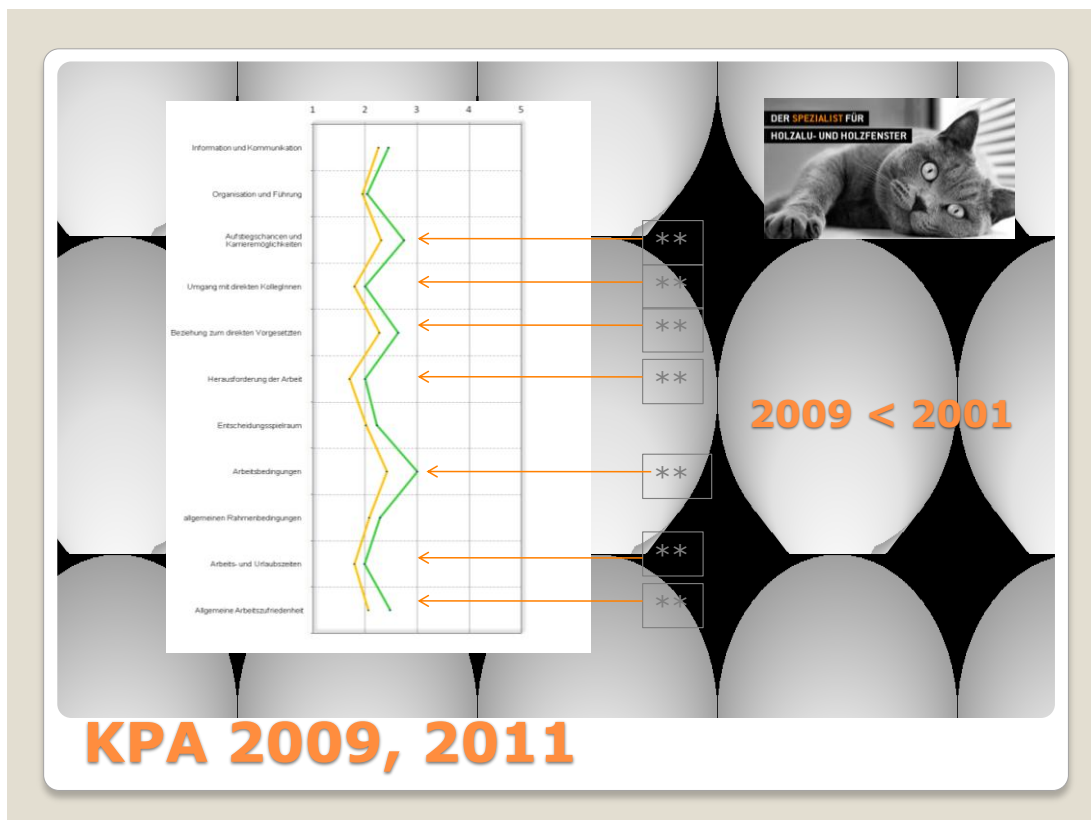 1 2 3 4 5
Information und Kommunikation
Organisation und Führung
Aufstiegschancen und
Karrieremöglichkeiten
Umgang mit direkten KollegInnen
Beziehung zum direkten Vorgesetzten
Herausforderung der Arbeit
Entscheidungsspielraum
Arbeitsbedingungen
allgemeinen Rahmenbedingungen
Arbeits- und Urlaubszeiten
Allgemeine Arbeitszufriedenheit
**
**
**
**
**
**
**
DER SPEZIALIST FÜR
HOLZALU- UND HOLZFENSTER
2009 < 2001
KPA 2009, 2011